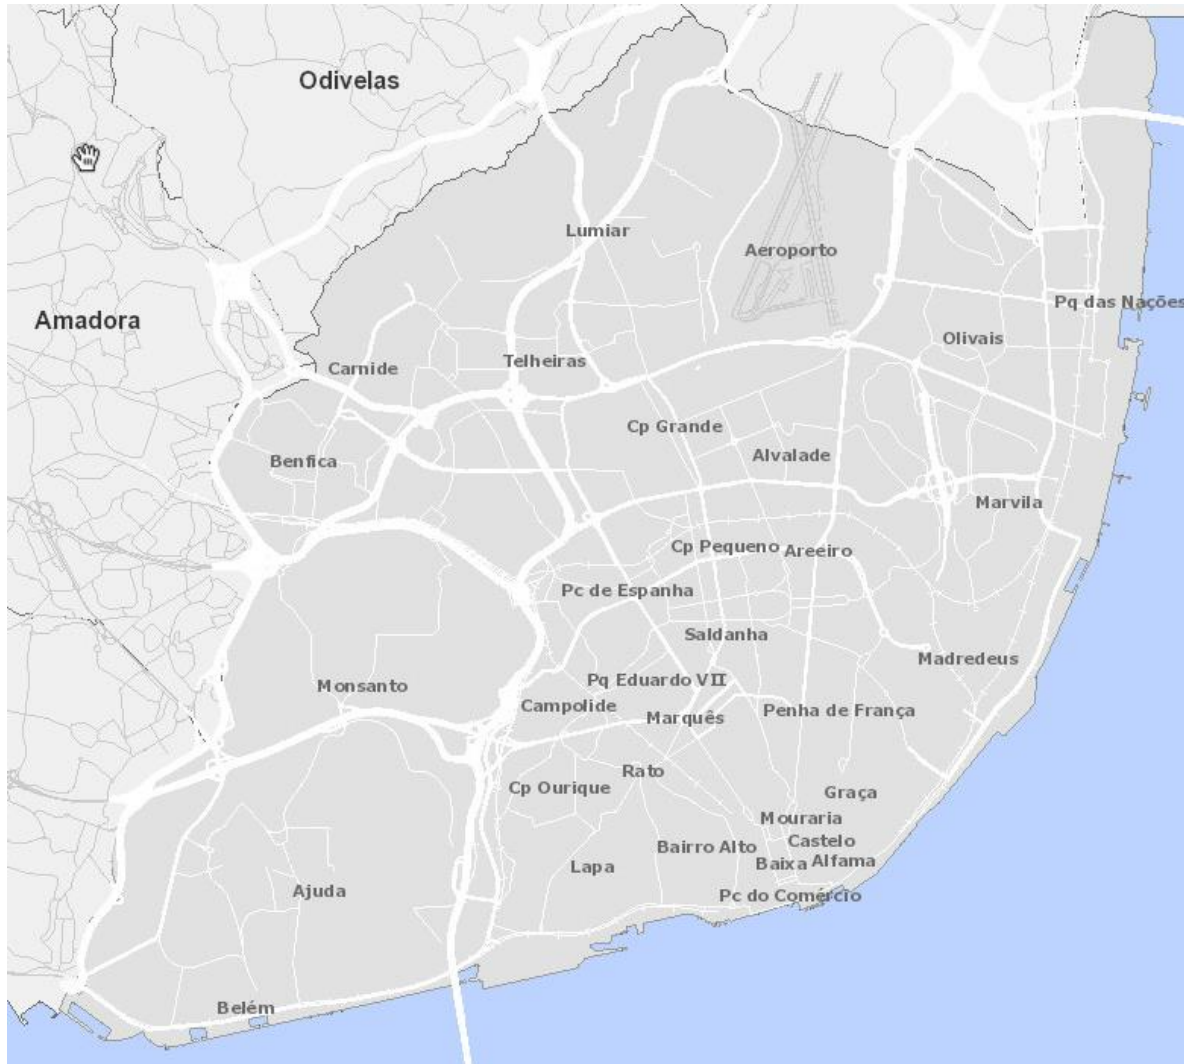 Odivelas
Lumiar
Aeroporto
Pq das Nações
Amadora
Olivais
Telheiras
Carnide
Cp Grande
Alvalade
Benfica
Marvila
Cp Pequeno
Areeiro
Pc de Espanha
Saldanha
Madredeus
Pq Eduardo VII
Monsanto
Campolide
Penha de França
Marquês
Rato
Cp Ourique
Graça
Mouraria
Castelo
Bairro Alto
Baixa
Alfama
Lapa
Ajuda
Pc do Comércio
Belém